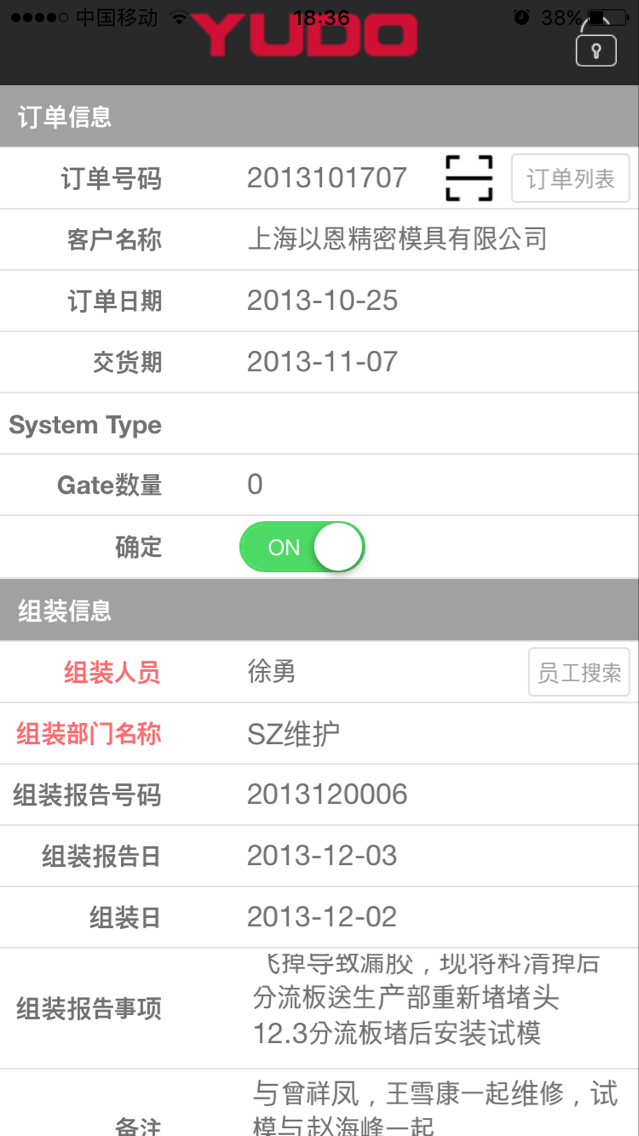 中国移动 18:36 38%
YUDO
订单信息
订单号码 2013101707 订单列表
客户名称 上海以恩精密模具有限公司
订单日期 2013-10-25
交货期 2013-11-07
System Type
Gate数量 0
确定 ON
组装信息
组装人员 徐勇 员工搜索
组装部门名称 SZ维护
组装报告号码 2013120006
组装报告日 2013-12-03
组装日 2013-12-02
飞掉导致漏胶，现将料清掉后
组装报告事项 分流板送生产部重新堵堵头
12.3分流板堵后安装试模
与曾祥凤，王雪康一起维修，试
备注 模与赵海峰一起